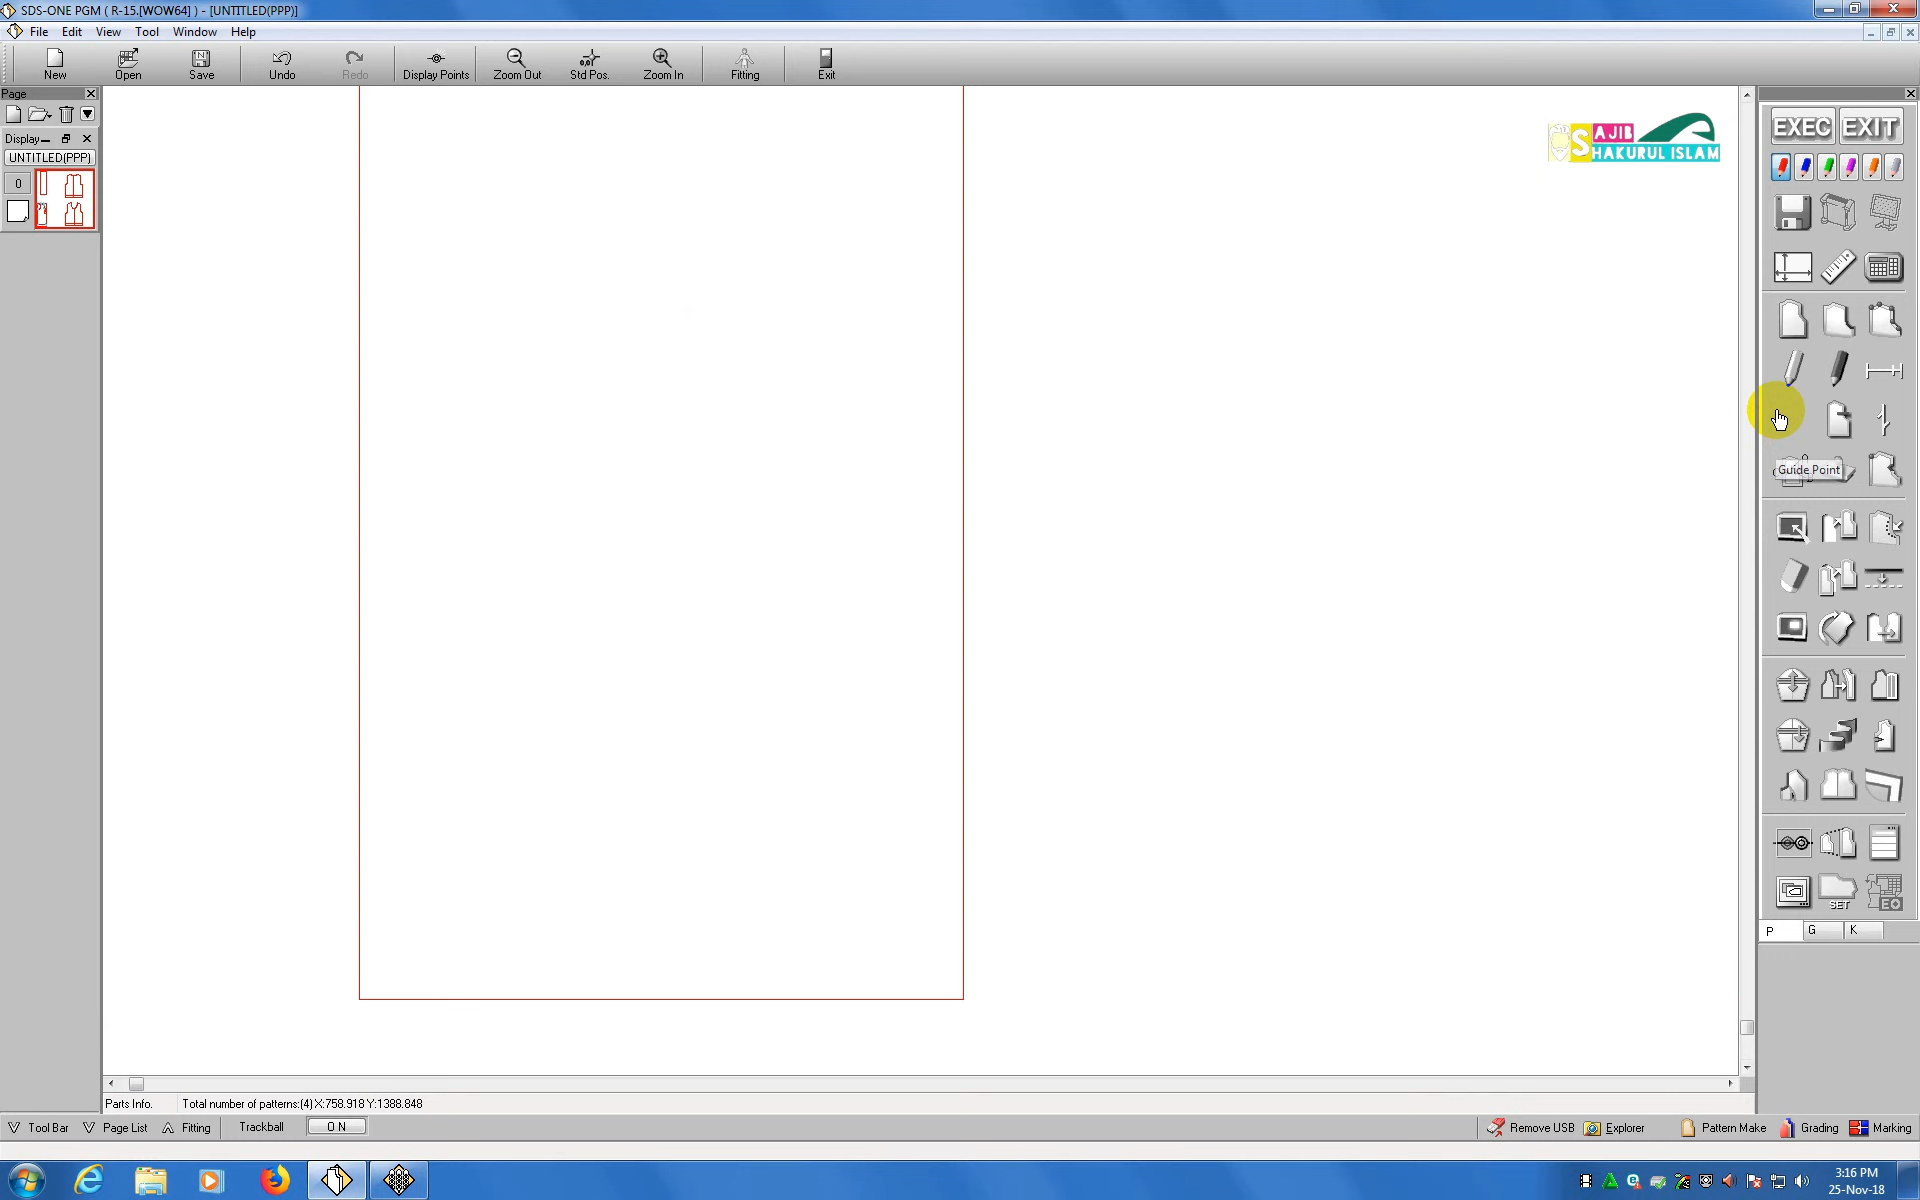 SDS-ONE PGM ( R-15.[WOW64] ) - [UNTITLED(PPP)]
File Edit View Tool Window Help
New Open Save Undo Redo Display Points Zoom Out Std Pos. Zoom In Fitting Exit
Page
Display
UNTITLED(PPP)
0
S AJIB
HAKURUL ISLAM
EXEC EXIT
Guide Point
SET EO
P G K
Parts Info. Total number of patterns:(4)X:758.918 Y:1388.848
Tool Bar Page List Fitting Trackball ON Remove USB Explorer Pattern Make Grading Marking
3:16 PM
25-Nov-18